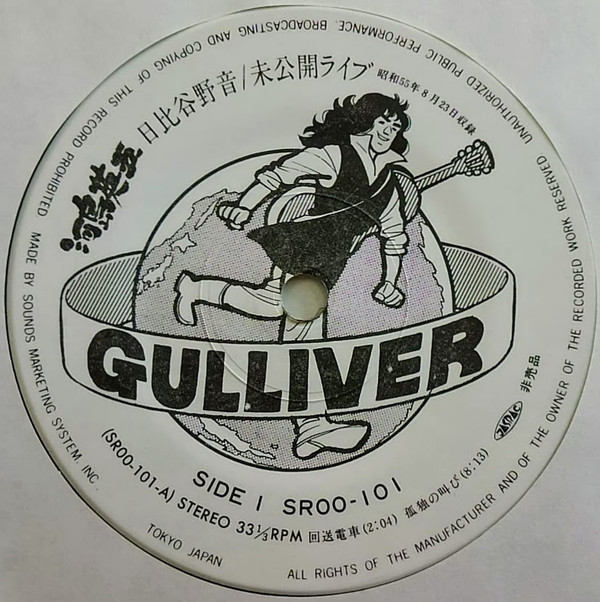 河島英五
日比谷野音/未公開ライブ
昭和55年8月23日収録
GULLIVER
SIDE 1 SR00-101
(SR00-101-A) STEREO 33⅓RPM 回送電車(2:04) 孤独の叫び(8:13)
非売品
ALL RIGHTS OF THE MANUFACTURER AND OF THE OWNER OF THE RECORDED WORK RESERVED UNAUTHORIZED PUBLIC PERFORMANCE. BROADCASTING AND COPYING OF THIS RECORD PROHIBITED MADE BY SOUNDS MARKETING SYSTEM, INC. TOKYO JAPAN